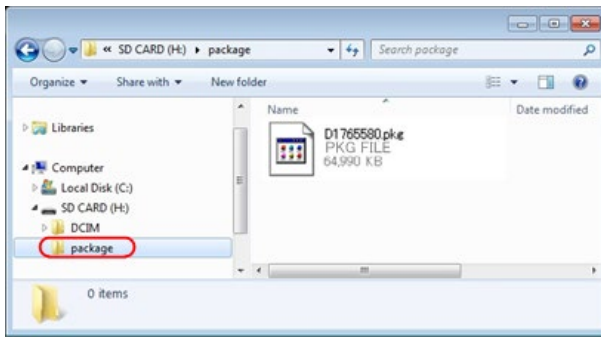 « SD CARD (H:) ▸ package
Search package
Organize ▾ Share with ▾ New folder
Name
Date modified
Libraries
Computer
Local Disk (C:)
SD CARD (H:)
DCIM
package
D1765580.pkg
PKG FILE
64,990 KB
0 items